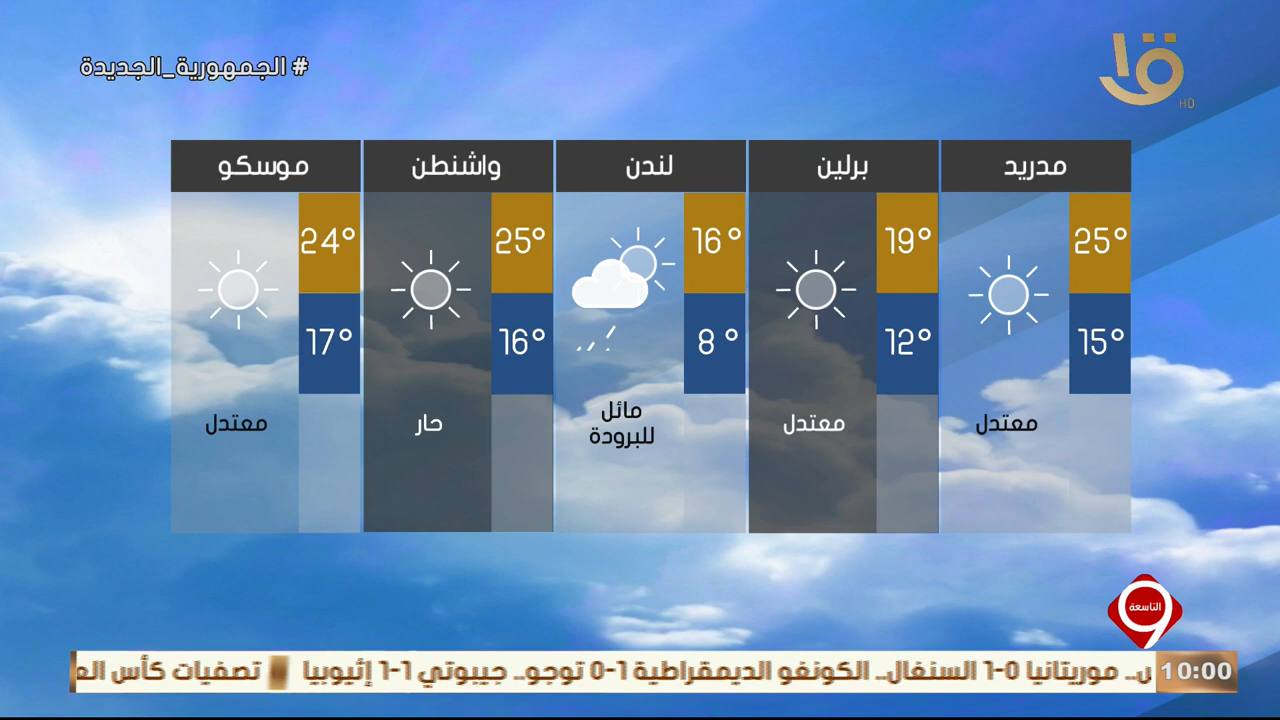 #الجمهورية_الجديدة
HD
مدريد
25°
15°
معتدل
برلين
19°
12°
معتدل
لندن
16°
8°
مائل
للبرودة
واشنطن
25°
16°
حار
موسكو
24°
17°
معتدل
التاسعة
9
10:00
موريتانيا 0-1 السنغال.. الكونغو الديمقراطية 1-0 توجو.. جيبوتي 1-1 إثيوبيا تصفيات كأس